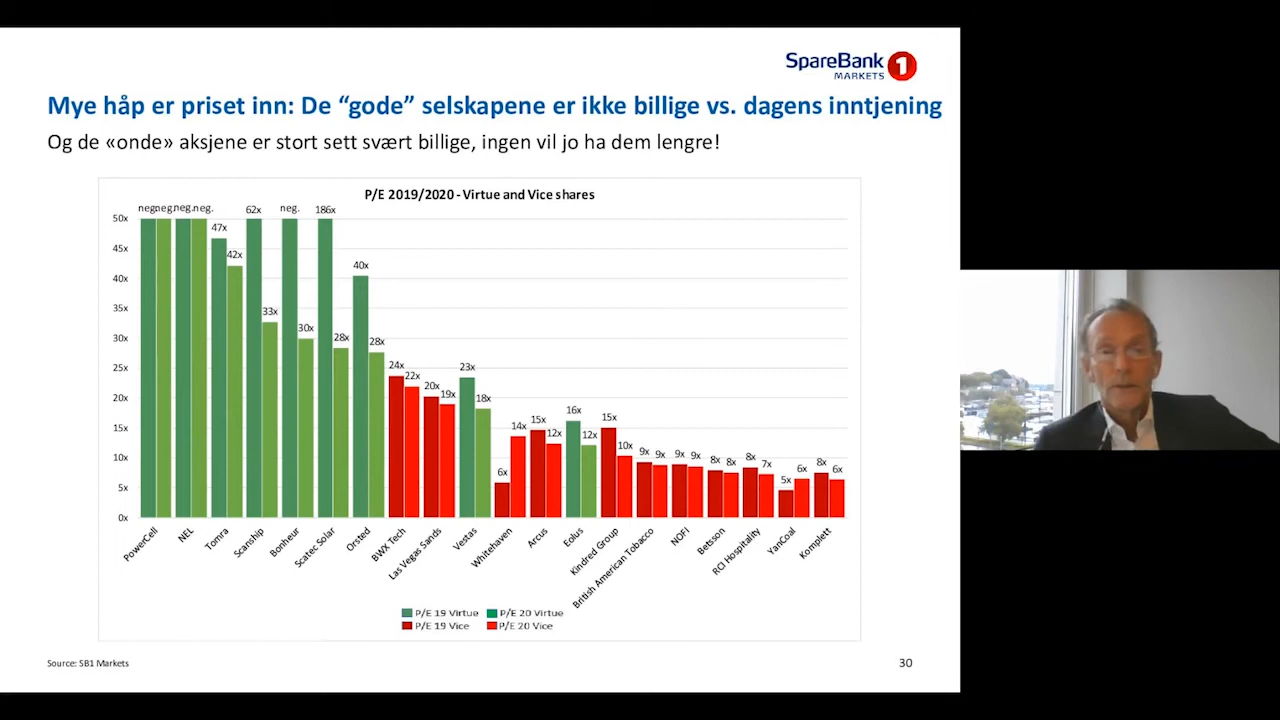 SpareBank 1
MARKETS
Mye håp er priset inn: De “gode” selskapene er ikke billige vs. dagens inntjening
Og de «onde» aksjene er stort sett svært billige, ingen vil jo ha dem lengre!
P/E 2019/2020 - Virtue and Vice shares
neg. neg. neg. neg. 62x neg. 186x
50x
47x
45x
42x
40x
40x
35x
33x
30x
30x 28x 28x
25x
24x 22x 20x 19x 23x 18x
20x
15x
6x 14x 15x 12x 16x 12x 15x 10x
10x
9x 9x 9x 9x 8x 8x 8x 7x 5x 6x 8x 6x
5x
0x
PowerCell
NEL
Tomra
Scanship
Bonheur
Scatec Solar
Orsted
BWX Tech
Las Vegas Sands
Vestas
Whitehaven
Arcus
Eolus
Kindred Group
British American Tobacco
NOFI
Betsson
RCI Hospitality
YanCoal
Komplett
P/E 19 Virtue P/E 20 Virtue
P/E 19 Vice P/E 20 Vice
Source: SB1 Markets
30